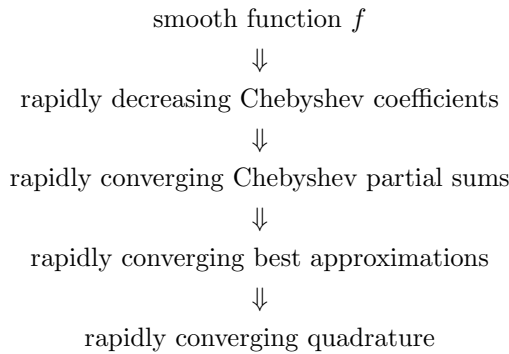 smooth function f
⇓
rapidly decreasing Chebyshev coefficients
⇓
rapidly converging Chebyshev partial sums
⇓
rapidly converging best approximations
⇓
rapidly converging quadrature